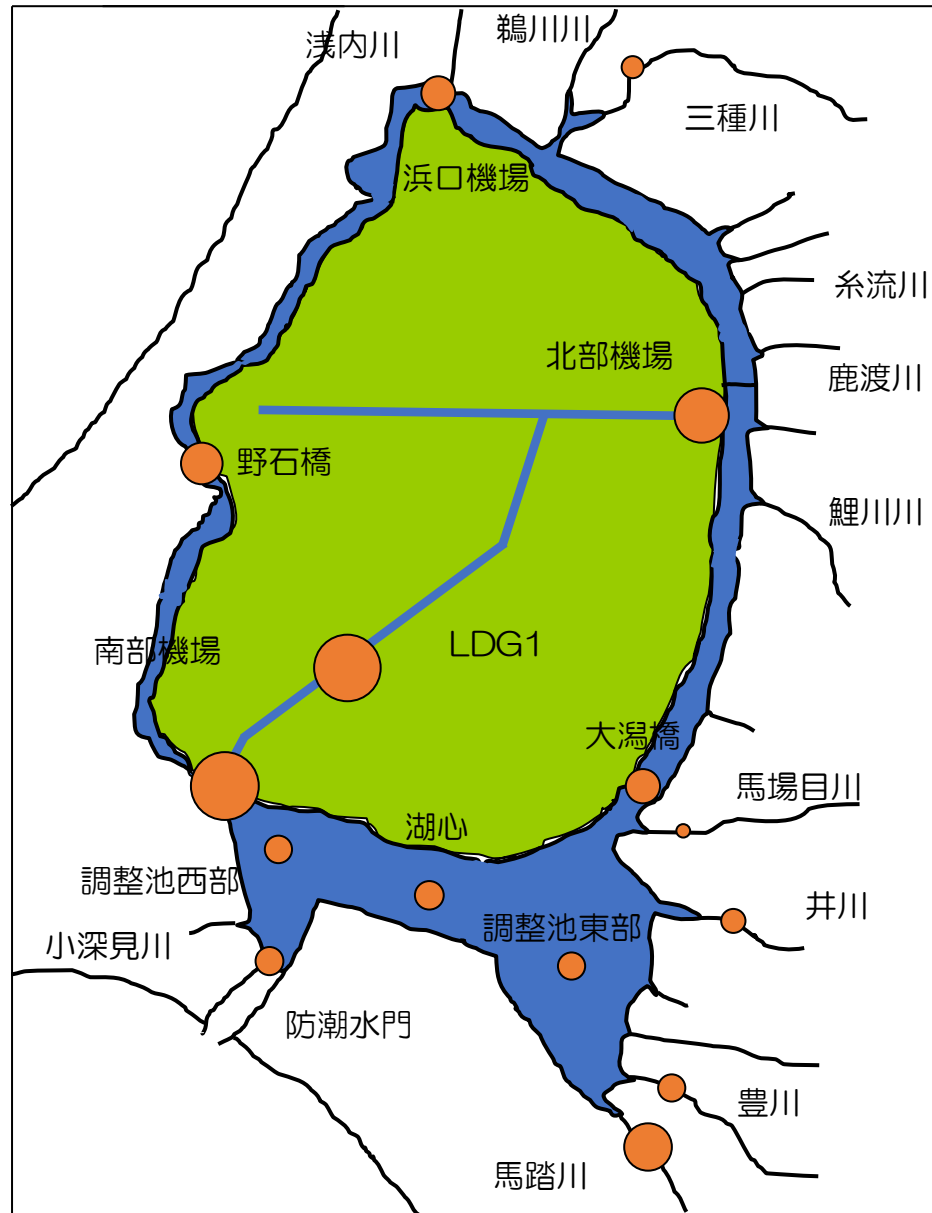 鵜川川
浅内川
三種川
浜口機場
糸流川
北部機場
鹿渡川
野石橋
鯉川川
南部機場
LDG1
大潟橋
馬場目川
湖心
調整池西部
井川
調整池東部
小深見川
防潮水門
豊川
馬踏川